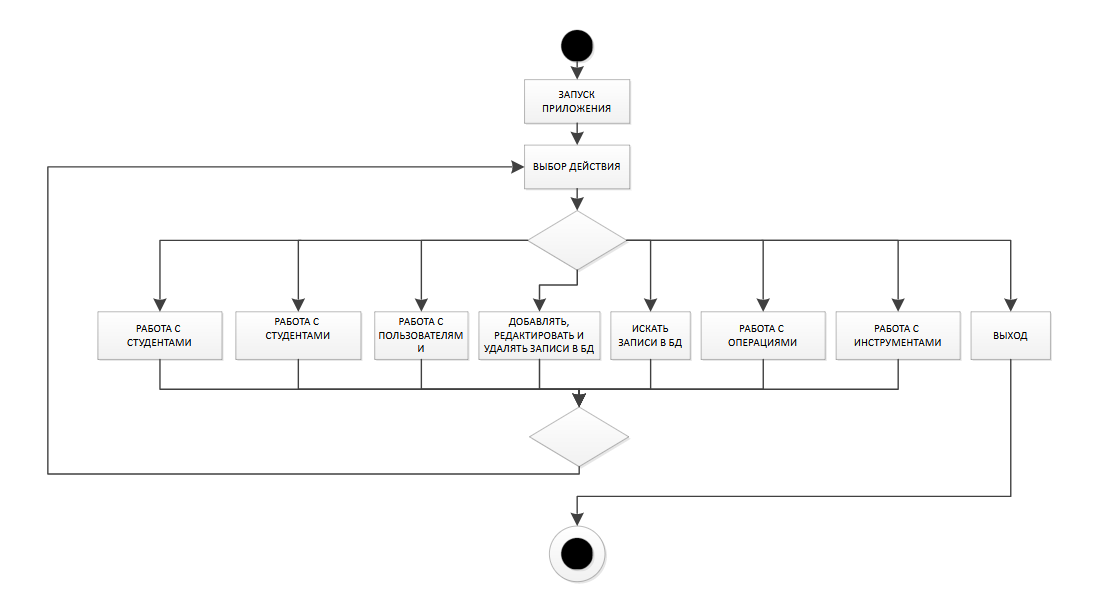 ЗАПУСК
ПРИЛОЖЕНИЯ
ВЫБОР ДЕЙСТВИЯ
РАБОТА С
СТУДЕНТАМИ
РАБОТА С
СТУДЕНТАМИ
РАБОТА С
ПОЛЬЗОВАТЕЛЯМ
И
ДОБАВЛЯТЬ,
РЕДАКТИРОВАТЬ И
УДАЛЯТЬ ЗАПИСИ В БД
ИСКАТЬ
ЗАПИСИ В БД
РАБОТА С
ОПЕРАЦИЯМИ
РАБОТА С
ИНСТРУМЕНТАМИ
ВЫХОД